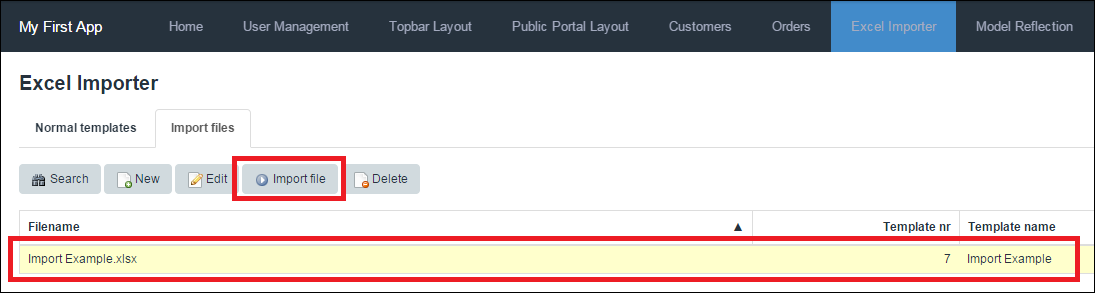 My First App Home User Management Topbar Layout Public Portal Layout Customers Orders Excel Importer Model Reflection
Excel Importer
Normal templates Import files
Search New Edit Import file Delete
Filename ▲ Template nr Template name
Import Example.xlsx 7 Import Example